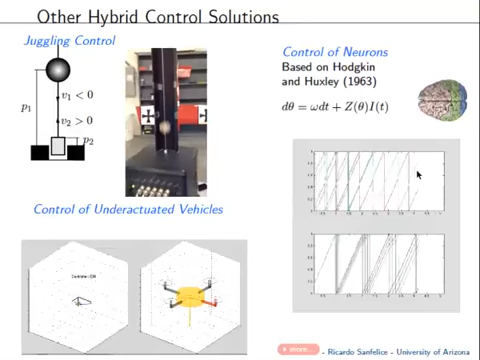 Other Hybrid Control Solutions
Juggling Control
v₁ < 0
p₁
v₂ > 0
p₂
Control of Neurons
Based on Hodgkin
and Huxley (1963)
dθ = ωdt + Z(θ)I(t)
Control of Underactuated Vehicles
more
- Ricardo Sanfelice - University of Arizona